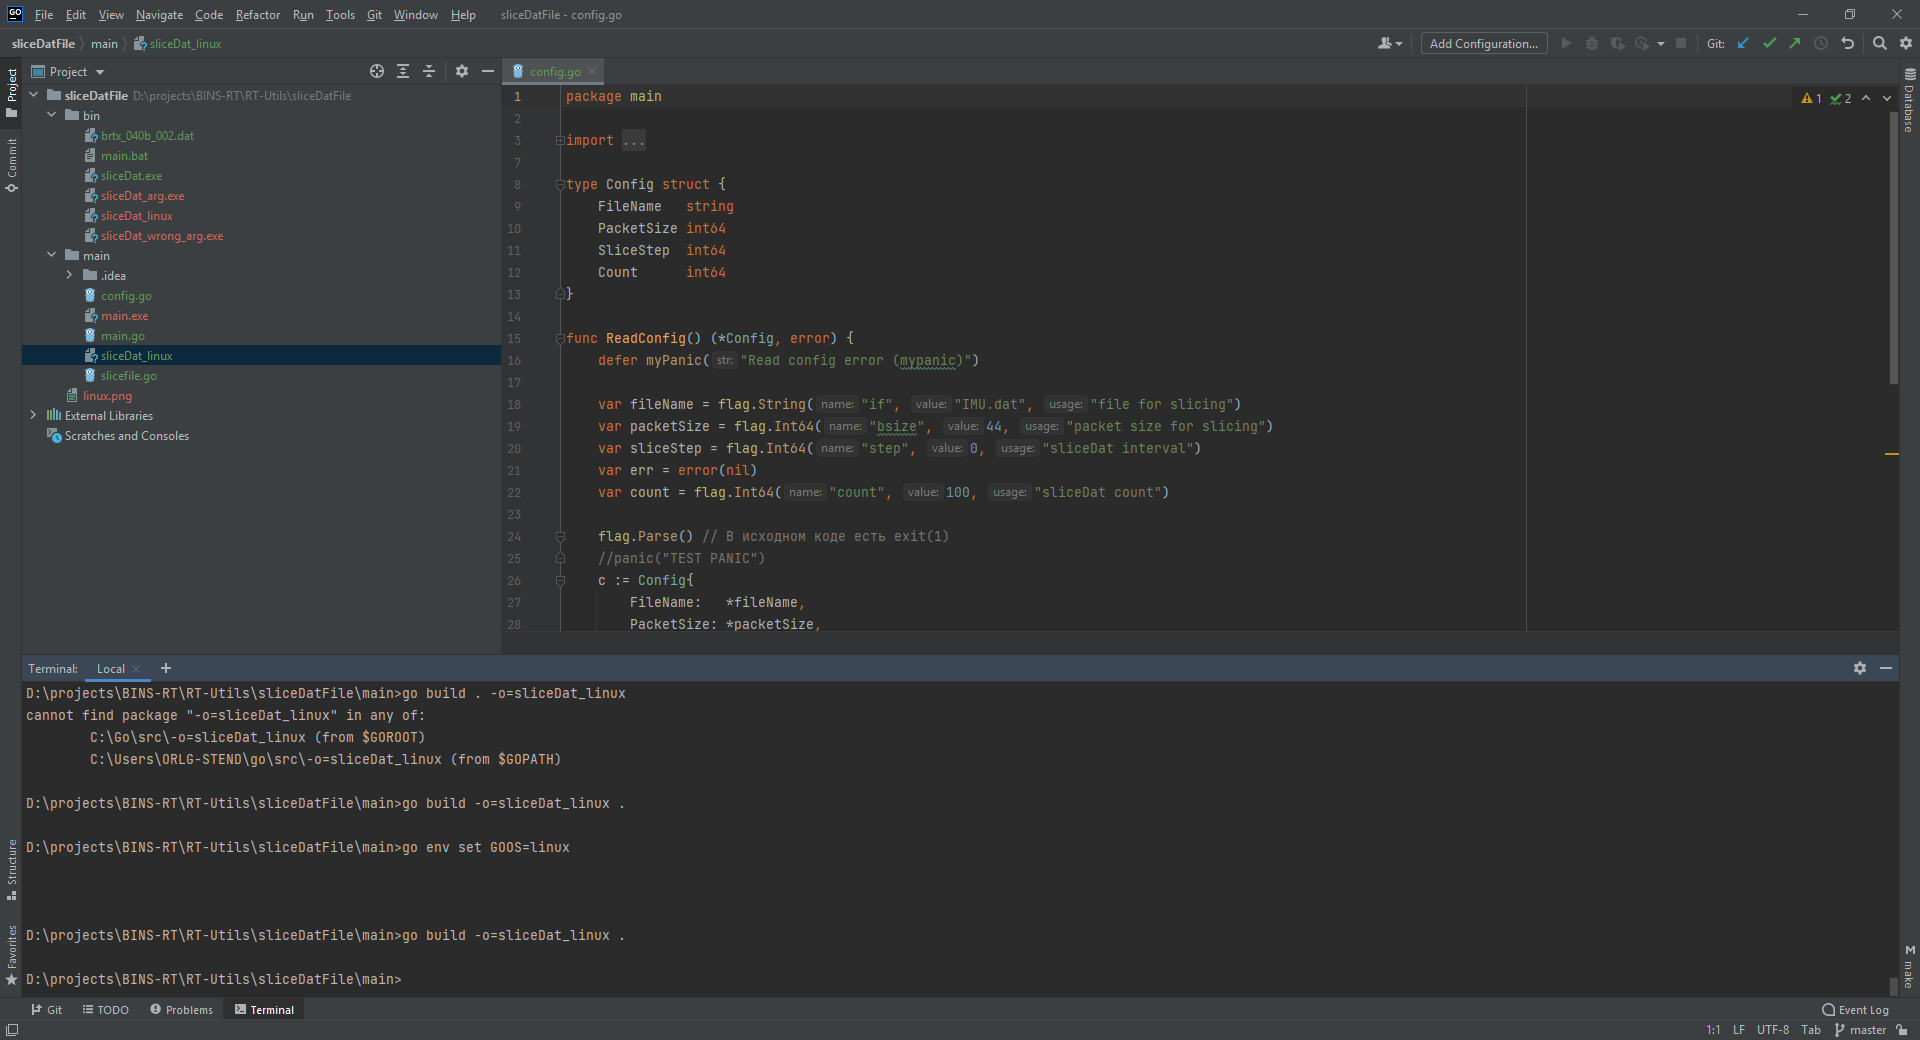 GO File Edit View Navigate Code Refactor Run Tools Git Window Help sliceDatFile - config.go
sliceDatFile main sliceDat_linux Add Configuration... Git:
Project
config.go
sliceDatFile D:\projects\BINS-RT\RT-Utils\sliceDatFile
bin
brtx_040b_002.dat
main.bat
sliceDat.exe
sliceDat_arg.exe
sliceDat_linux
sliceDat_wrong_arg.exe
main
.idea
config.go
main.exe
main.go
sliceDat_linux
slicefile.go
linux.png
External Libraries
Scratches and Consoles
Project
Commit
Structure
Favorites
1 package main
2
3 import ...
7
8 type Config struct {
9 FileName string
10 PacketSize int64
11 SliceStep int64
12 Count int64
13 }
14
15 func ReadConfig() (*Config, error) {
16 defer myPanic( str: "Read config error (mypanic)")
17
18 var fileName = flag.String( name: "if", value: "IMU.dat", usage: "file for slicing")
19 var packetSize = flag.Int64( name: "bsize", value: 44, usage: "packet size for slicing")
20 var sliceStep = flag.Int64( name: "step", value: 0, usage: "sliceDat interval")
21 var err = error(nil)
22 var count = flag.Int64( name: "count", value: 100, usage: "sliceDat count")
23
24 flag.Parse() // В исходном коде есть exit(1)
25 //panic("TEST PANIC")
26 c := Config{
27 FileName: *fileName,
28 PacketSize: *packetSize,
1 2
Database
make
Terminal: Local
D:\projects\BINS-RT\RT-Utils\sliceDatFile\main>go build . -o=sliceDat_linux
cannot find package "-o=sliceDat_linux" in any of:
C:\Go\src\-o=sliceDat_linux (from $GOROOT)
C:\Users\ORLG-STEND\go\src\-o=sliceDat_linux (from $GOPATH)
D:\projects\BINS-RT\RT-Utils\sliceDatFile\main>go build -o=sliceDat_linux .
D:\projects\BINS-RT\RT-Utils\sliceDatFile\main>go env set GOOS=linux
D:\projects\BINS-RT\RT-Utils\sliceDatFile\main>go build -o=sliceDat_linux .
D:\projects\BINS-RT\RT-Utils\sliceDatFile\main>
Git TODO Problems Terminal Event Log
1:1 LF UTF-8 Tab master